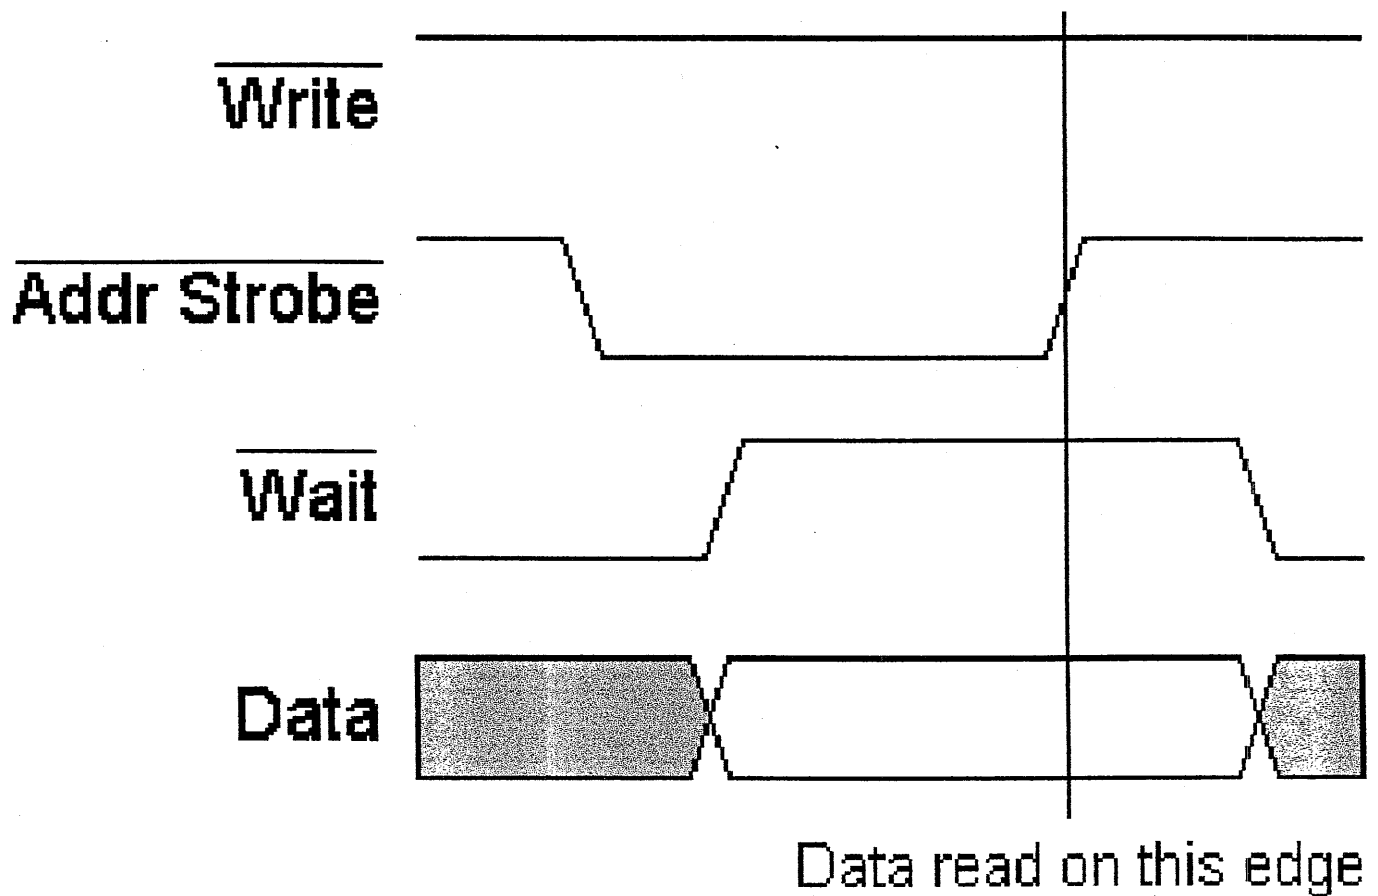 Write
Addr Strobe
Wait
Data
Data read on this edge